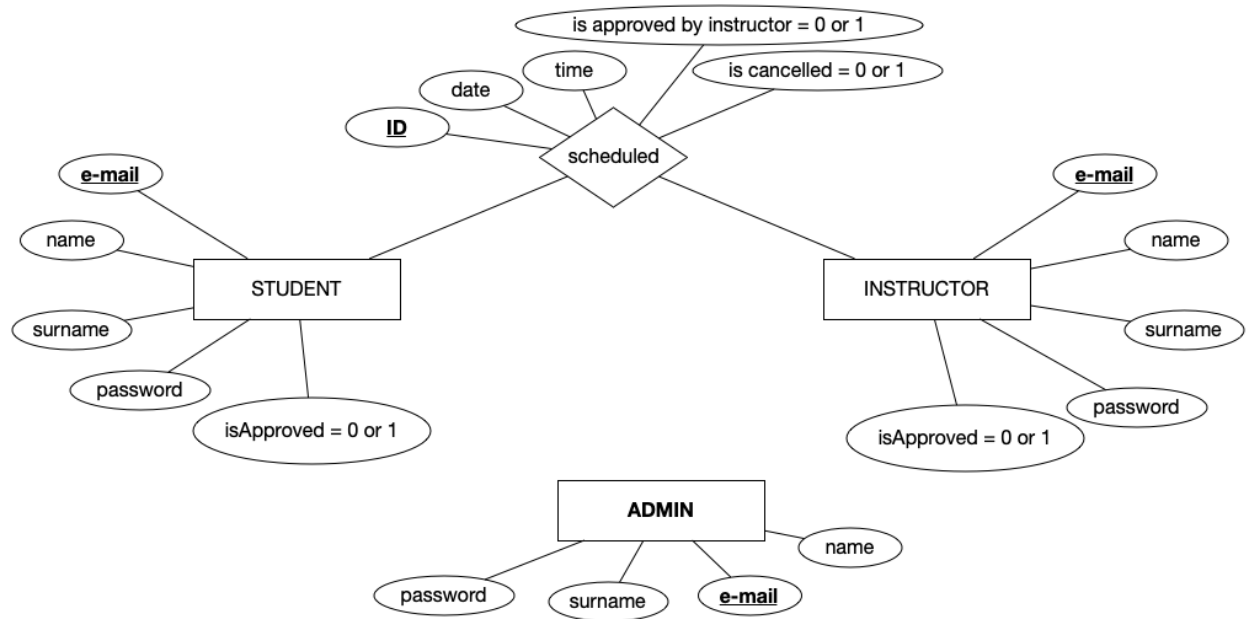 is approved by instructor = 0 or 1
time
is cancelled = 0 or 1
date
ID
scheduled
e-mail
name
STUDENT
surname
password
isApproved = 0 or 1
e-mail
name
INSTRUCTOR
surname
password
isApproved = 0 or 1
ADMIN
name
password
surname
e-mail